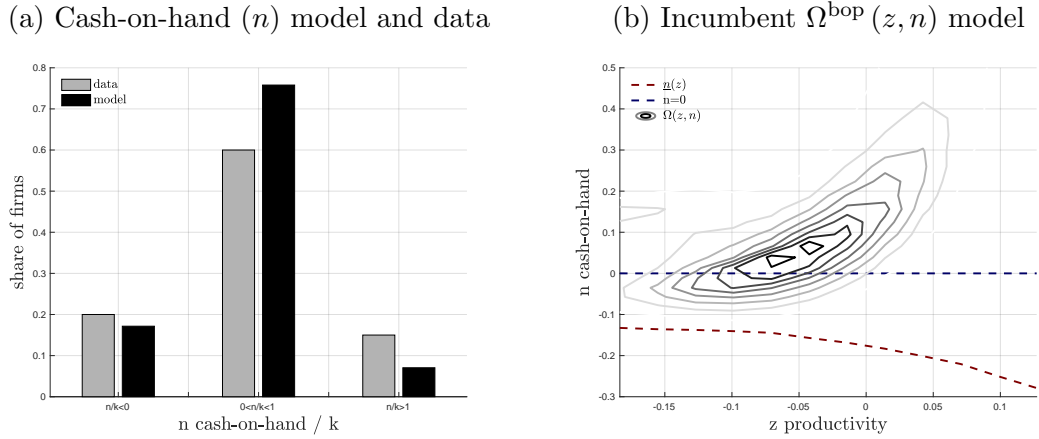 (a) Cash-on-hand (n) model and data
0.8
0.7
0.6
0.5
0.4
0.3
0.2
0.1
0
share of firms
data
model
n/k<0
0<n/k<1
n/k>1
n cash-on-hand / k
(b) Incumbent Ω^bop (z, n) model
0.5
0.4
0.3
0.2
0.1
0
-0.1
-0.2
-0.3
n cash-on-hand
n(z)
n=0
Ω(z, n)
-0.15
-0.1
-0.05
0
0.05
0.1
z productivity